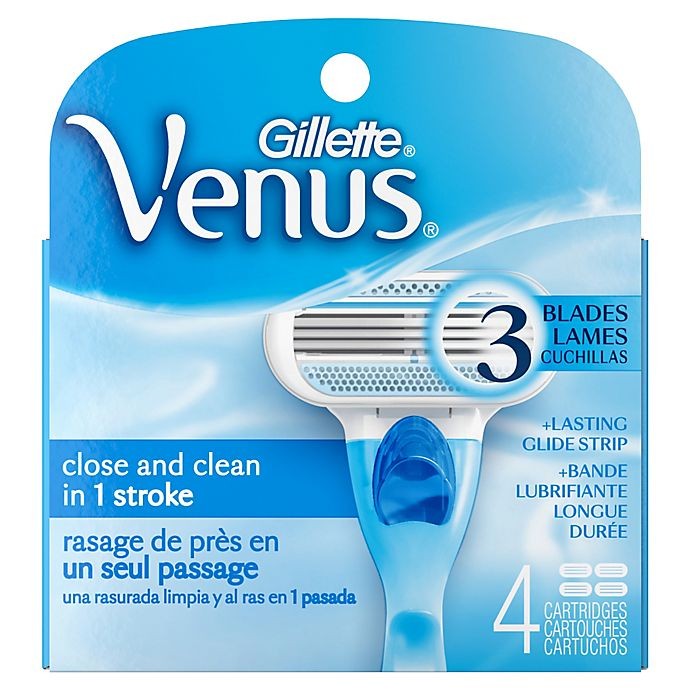 Gillette®
Venus®
3
BLADES
LAMES
CUCHILLAS
+LASTING
GLIDE STRIP
+BANDE
LUBRIFIANTE
LONGUE
DURÉE
close and clean
in 1 stroke
rasage de près en
un seul passage
una rasurada limpia y al ras en 1 pasada
4
CARTRIDGES
CARTOUCHES
CARTUCHOS